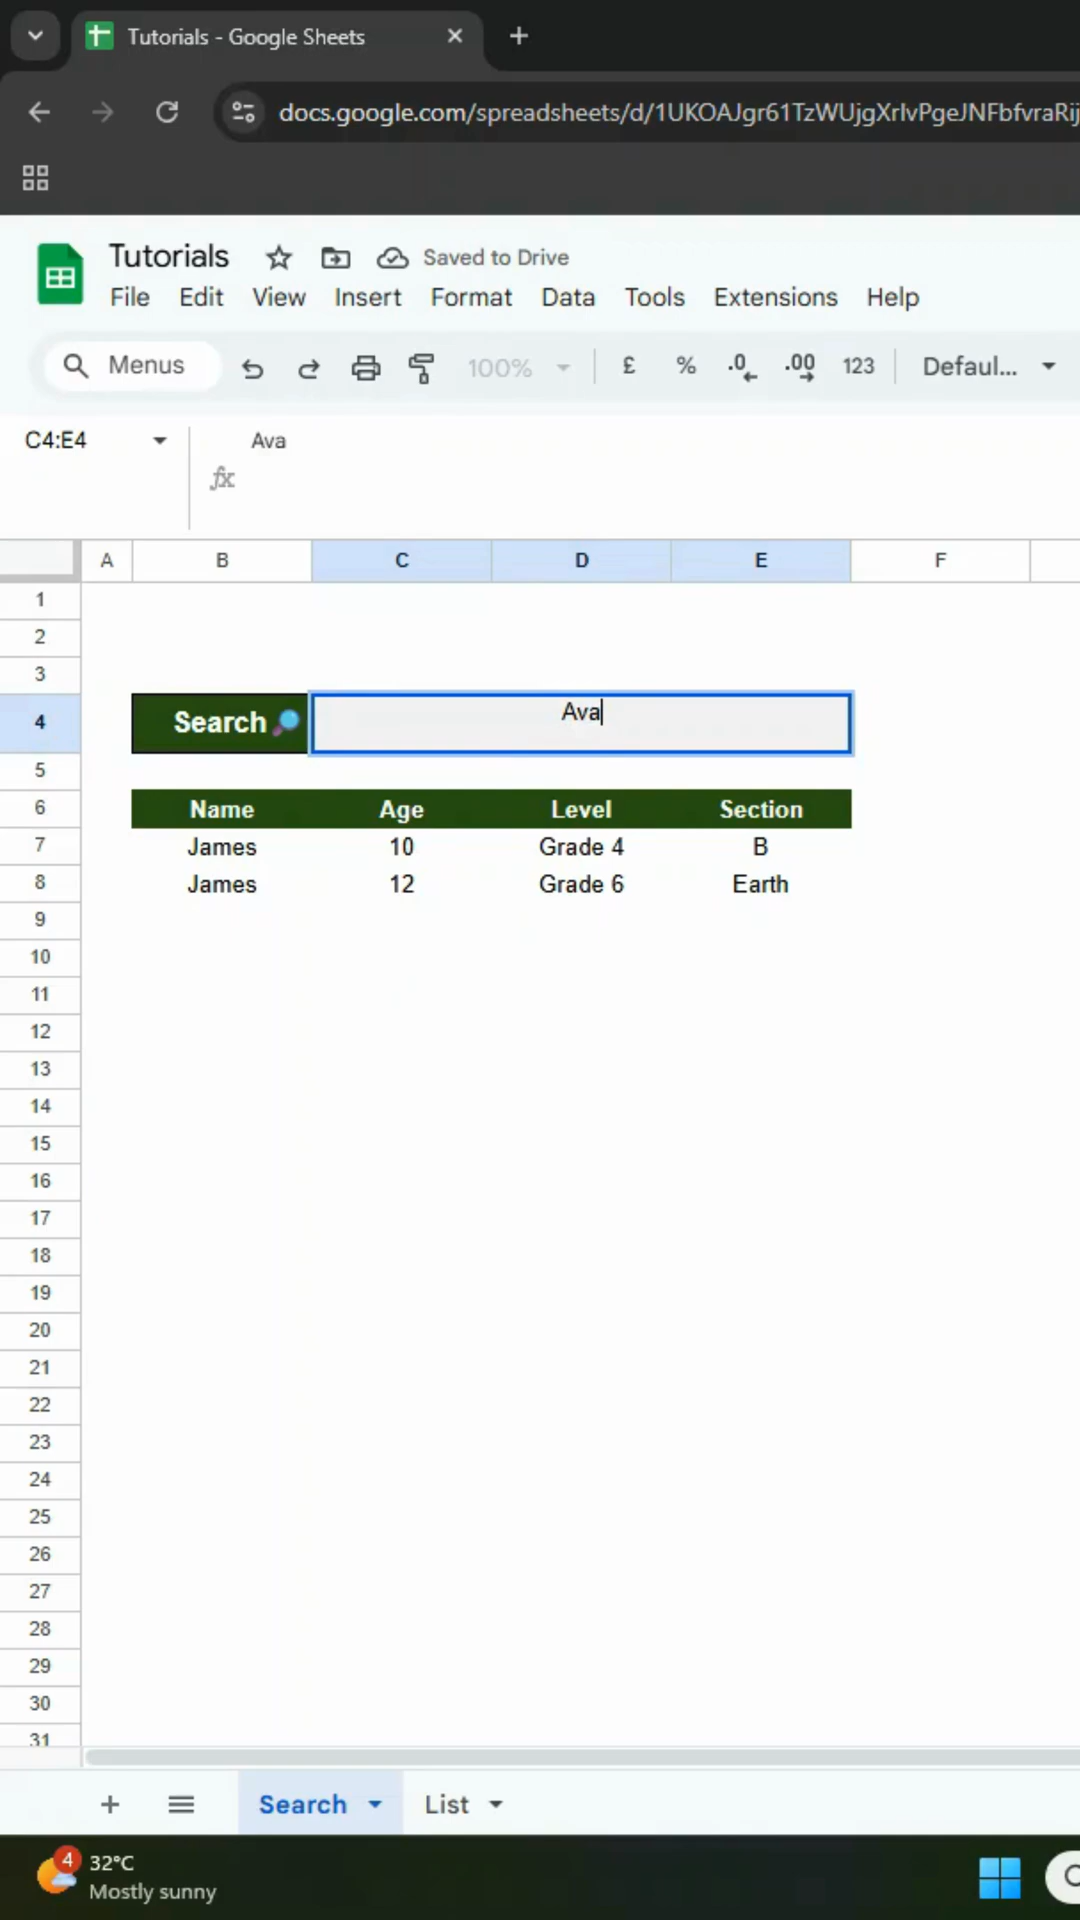 Tutorials - Google Sheets
docs.google.com/spreadsheets/d/1UKOAJgr61TzWUjgXrIvPgeJNFbfvraRij
Tutorials Saved to Drive
File Edit View Insert Format Data Tools Extensions Help
Menus 100% £ % .0 .00 123 Defaul...
C4:E4 Ava
fx
A B C D E F
1
2
3
4 Search Ava
5
6 Name Age Level Section
7 James 10 Grade 4 B
8 James 12 Grade 6 Earth
9
10
11
12
13
14
15
16
17
18
19
20
21
22
23
24
25
26
27
28
29
30
31
+ Search List
4 32°C
Mostly sunny